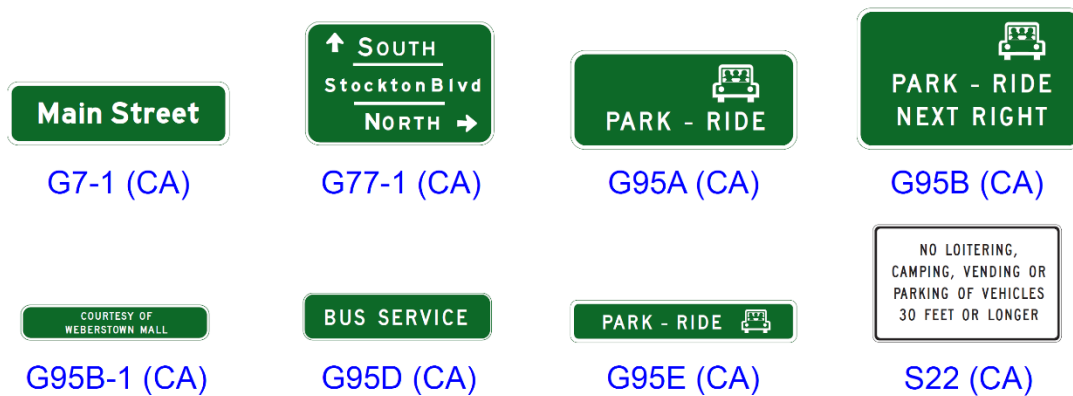 Main Street
G7-1 (CA)
SOUTH
Stockton Blvd
NORTH
G77-1 (CA)
PARK - RIDE
G95A (CA)
PARK - RIDE
NEXT RIGHT
G95B (CA)
COURTESY OF
WEBERSTOWN MALL
G95B-1 (CA)
BUS SERVICE
G95D (CA)
PARK - RIDE
G95E (CA)
NO LOITERING,
CAMPING, VENDING OR
PARKING OF VEHICLES
30 FEET OR LONGER
S22 (CA)